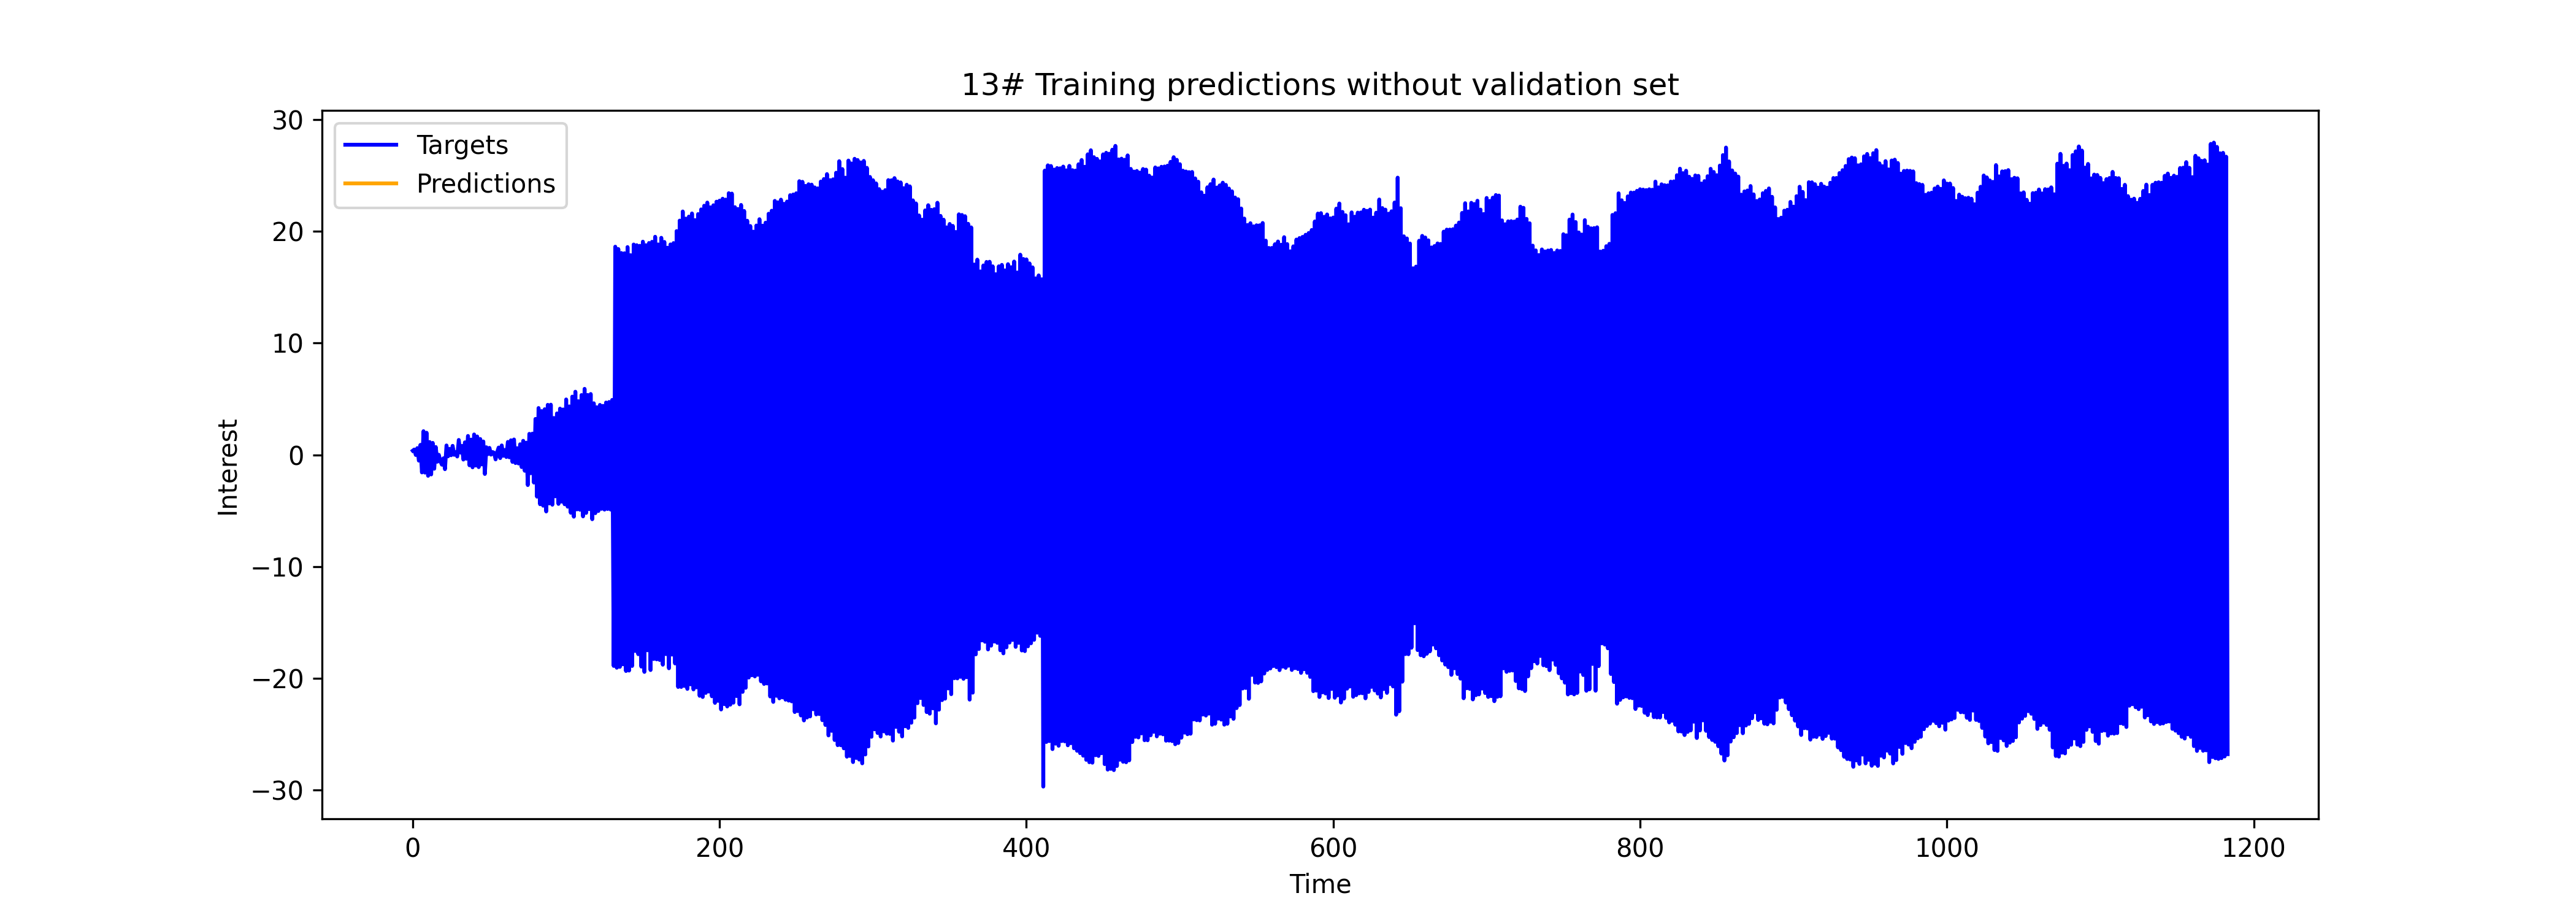 13# Training predictions without validation set
Targets
Predictions
Interest
30
20
10
0
−10
−20
−30
0 200 400 600 800 1000 1200
Time